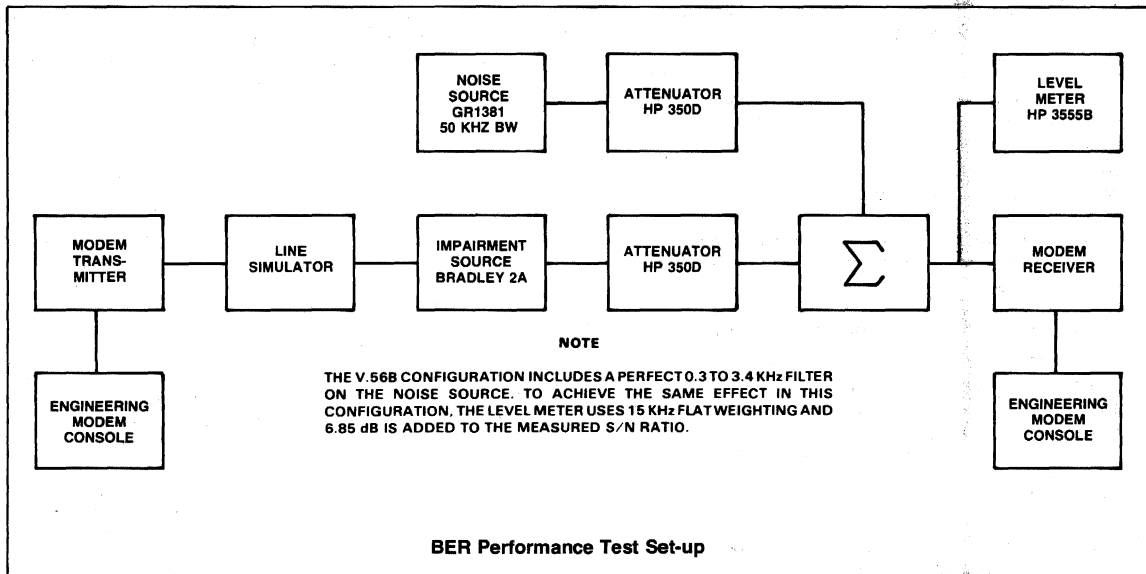 NOISE
SOURCE
GR1381
50 KHZ BW
ATTENUATOR
HP 350D
LEVEL
METER
HP 3555B
MODEM
TRANS-
MITTER
LINE
SIMULATOR
IMPAIRMENT
SOURCE
BRADLEY 2A
ATTENUATOR
HP 350D
Σ
MODEM
RECEIVER
ENGINEERING
MODEM
CONSOLE
NOTE
THE V.56B CONFIGURATION INCLUDES A PERFECT 0.3 TO 3.4 KHz FILTER
ON THE NOISE SOURCE. TO ACHIEVE THE SAME EFFECT IN THIS
CONFIGURATION, THE LEVEL METER USES 15 KHz FLAT WEIGHTING AND
6.85 dB IS ADDED TO THE MEASURED S/N RATIO.
ENGINEERING
MODEM
CONSOLE
BER Performance Test Set-up